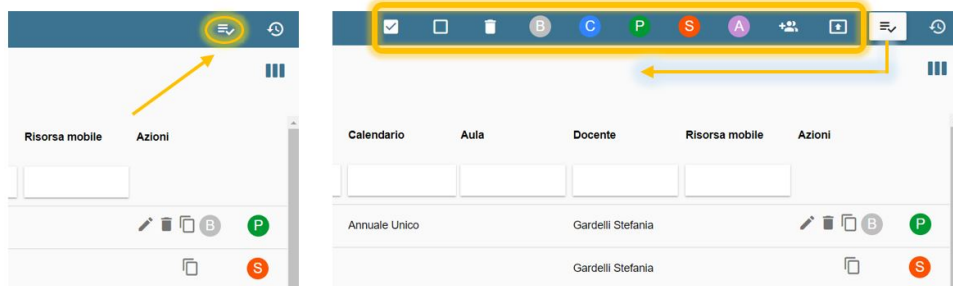 B C P S A
Risorsa mobile Azioni
Calendario Aula Docente Risorsa mobile Azioni
B P
Annuale Unico Gardelli Stefania B P
S
Gardelli Stefania S